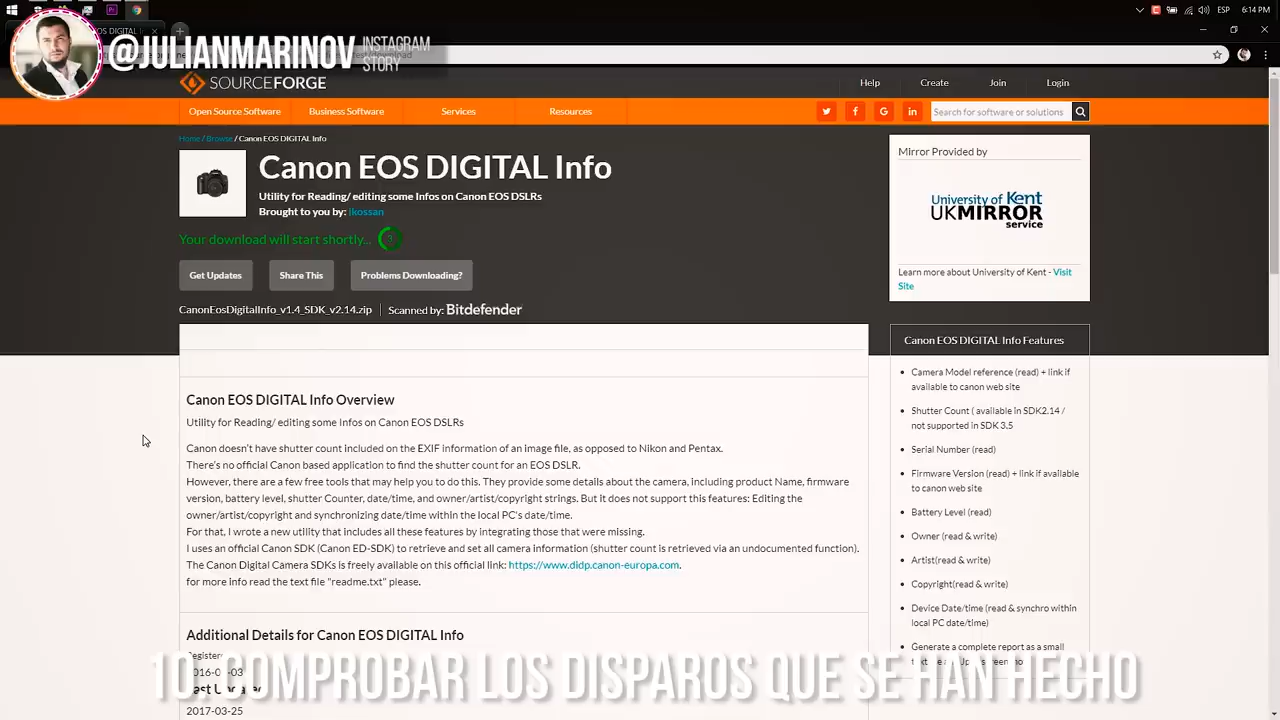 ESP
6:14 PM
@JULIANMARINOV
INSTAGRAM
STORY
SOURCEFORGE
Help
Create
Join
Login
Open Source Software
Business Software
Services
Resources
Search for software or solutions
Home / Browse / Canon EOS DIGITAL Info
Canon EOS DIGITAL Info
Utility for Reading/ editing some Infos on Canon EOS DSLRs
Brought to you by: ikossan
Your download will start shortly...
Get Updates
Share This
Problems Downloading?
CanonEosDigitalInfo_v1.4_SDK_v2.14.zip
Scanned by: Bitdefender
Mirror Provided by
University of Kent
UKMIRROR
service
Learn more about University of Kent - Visit
Site
Canon EOS DIGITAL Info Overview
Utility for Reading/ editing some Infos on Canon EOS DSLRs
Canon doesn't have shutter count included on the EXIF information of an image file, as opposed to Nikon and Pentax.
There's no official Canon based application to find the shutter count for an EOS DSLR.
However, there are a few free tools that may help you to do this. They provide some details about the camera, including product Name, firmware
version, battery level, shutter Counter, date/time, and owner/artist/copyright strings. But it does not support this features: Editing the
owner/artist/copyright and synchronizing date/time within the local PC's date/time.
For that, I wrote a new utility that includes all these features by integrating those that were missing.
I uses an official Canon SDK (Canon ED-SDK) to retrieve and set all camera information (shutter count is retrieved via an undocumented function).
The Canon Digital Camera SDKs is freely available on this official link: https://www.didp.canon-europa.com.
for more info read the text file "readme.txt" please.
Canon EOS DIGITAL Info Features
Camera Model reference (read) + link if
available to canon web site
Shutter Count ( available in SDK2.14 /
not supported in SDK 3.5
Serial Number (read)
Firmware Version (read) + link if available
to canon web site
Battery Level (read)
Owner (read & write)
Artist(read & write)
Copyright(read & write)
Device Date/time (read & synchro within
local PC date/time)
Generate a complete report as a small
Additional Details for Canon EOS DIGITAL Info
2017-03-25
10. COMPROBAR LOS DISPAROS QUE SE HAN HECHO